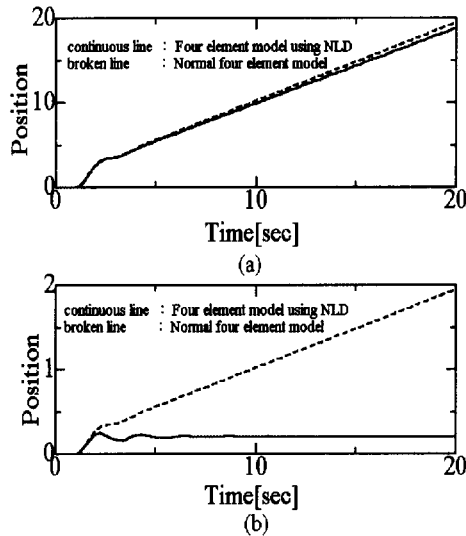 20
continuous line : Four element model using NLD
broken line : Normal four element model
10
Position
0
0 10 20
Time[sec]
(a)
2
continuous line : Four element model using NLD
broken line : Normal four element model
1
Position
0
0 10 20
Time[sec]
(b)